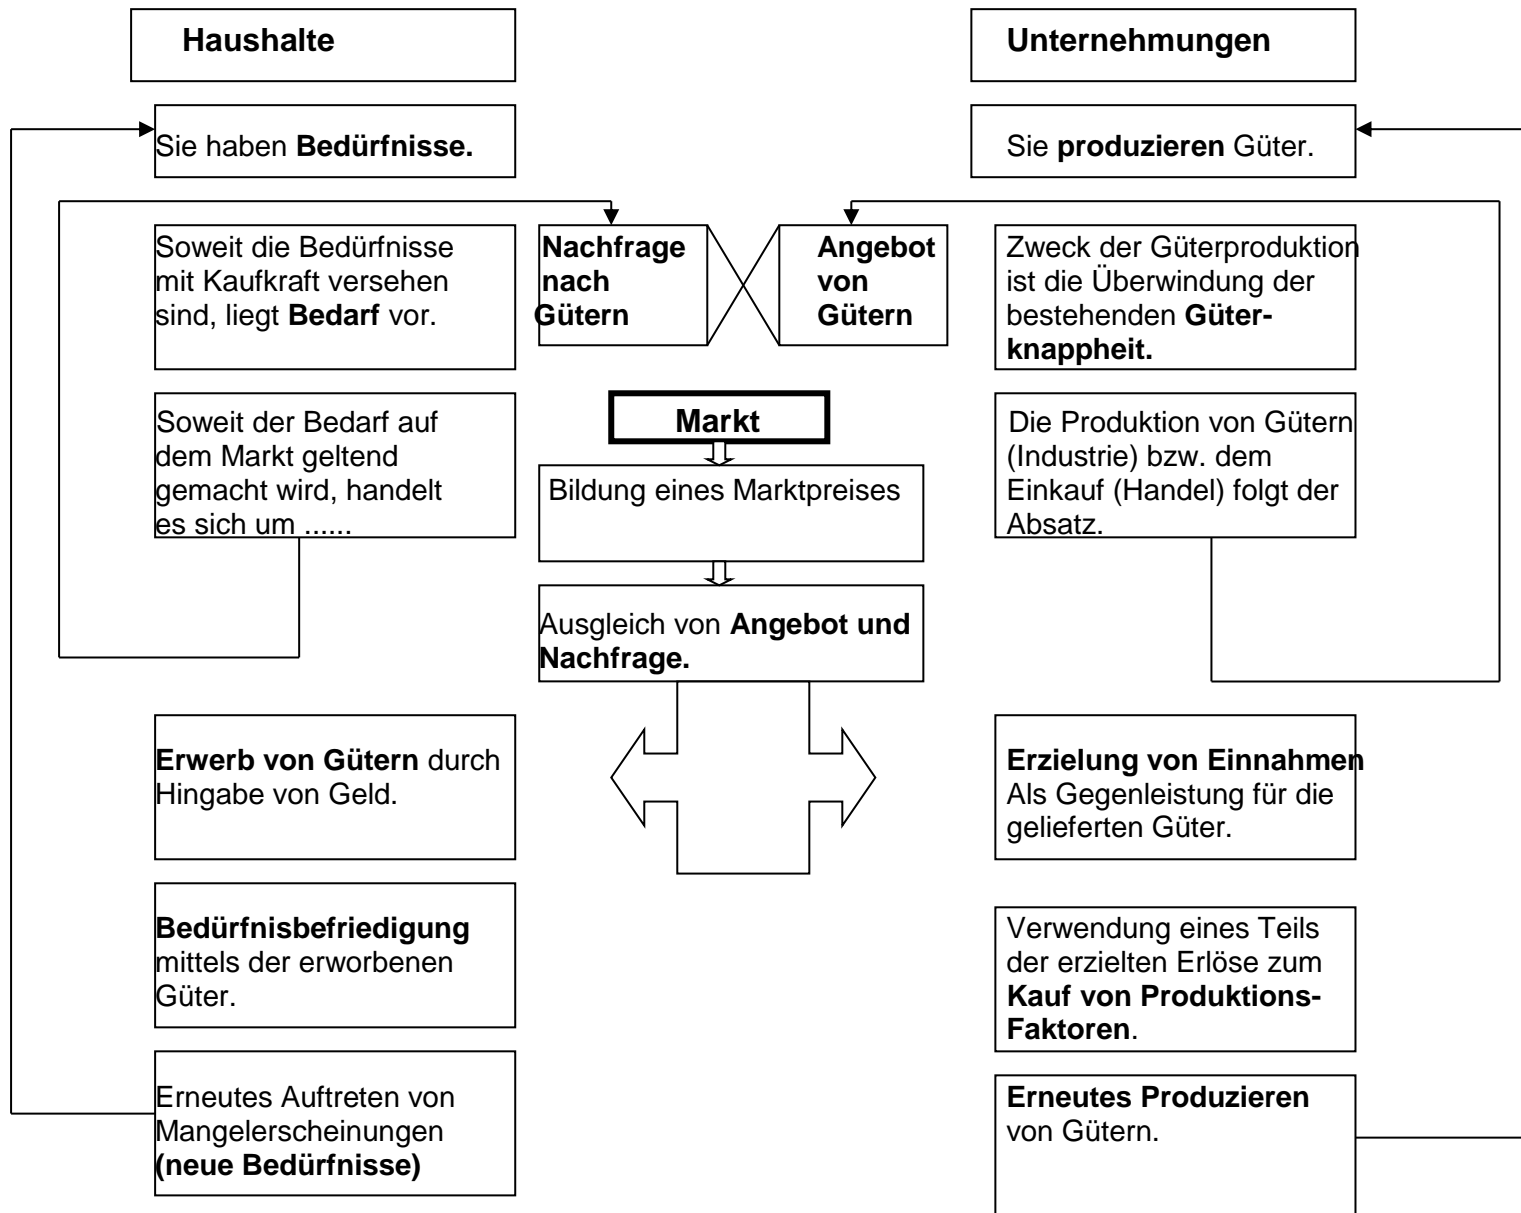 Haushalte
Unternehmungen
Sie haben Bedürfnisse.
Sie produzieren Güter.
Soweit die Bedürfnisse
mit Kaufkraft versehen
sind, liegt Bedarf vor.
Nachfrage
nach
Gütern
Angebot
von
Gütern
Zweck der Güterproduktion
ist die Überwindung der
bestehenden Güter-
knappheit.
Soweit der Bedarf auf
dem Markt geltend
gemacht wird, handelt
es sich um ......
Markt
Bildung eines Marktpreises
Die Produktion von Gütern
(Industrie) bzw. dem
Einkauf (Handel) folgt der
Absatz.
Ausgleich von Angebot und
Nachfrage.
Erwerb von Gütern durch
Hingabe von Geld.
Erzielung von Einnahmen
Als Gegenleistung für die
gelieferten Güter.
Bedürfnisbefriedigung
mittels der erworbenen
Güter.
Verwendung eines Teils
der erzielten Erlöse zum
Kauf von Produktions-
Faktoren.
Erneutes Auftreten von
Mangelerscheinungen
(neue Bedürfnisse)
Erneutes Produzieren
von Gütern.